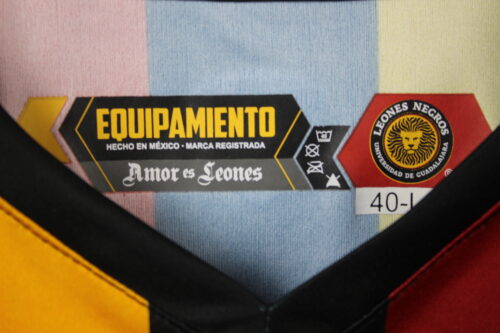 EQUIPAMIENTO
HECHO EN MÉXICO - MARCA REGISTRADA
Amor es Leones
LEONES NEGROS
UNIVERSIDAD DE GUADALAJARA
®
40-L